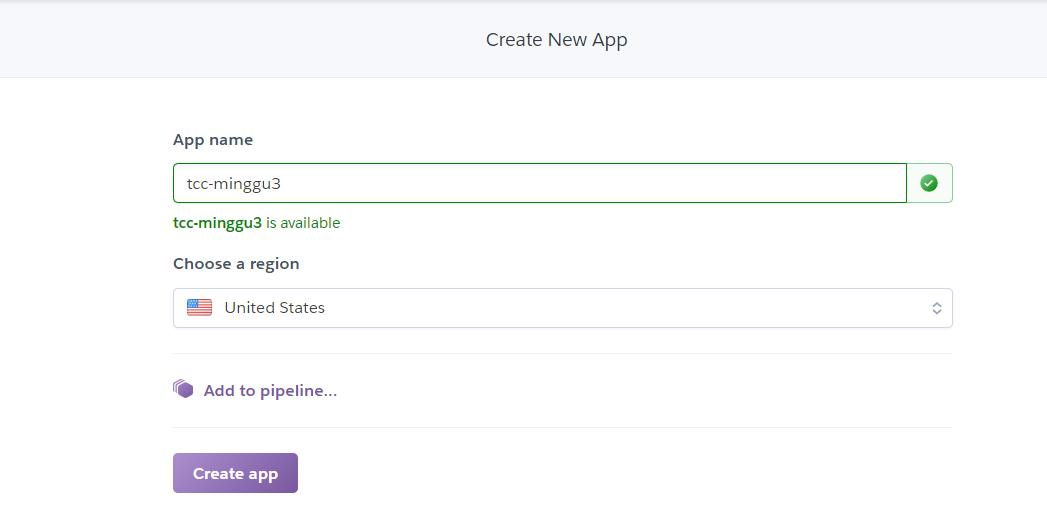 Create New App
App name
tcc-minggu3
tcc-minggu3 is available
Choose a region
United States
Add to pipeline...
Create app